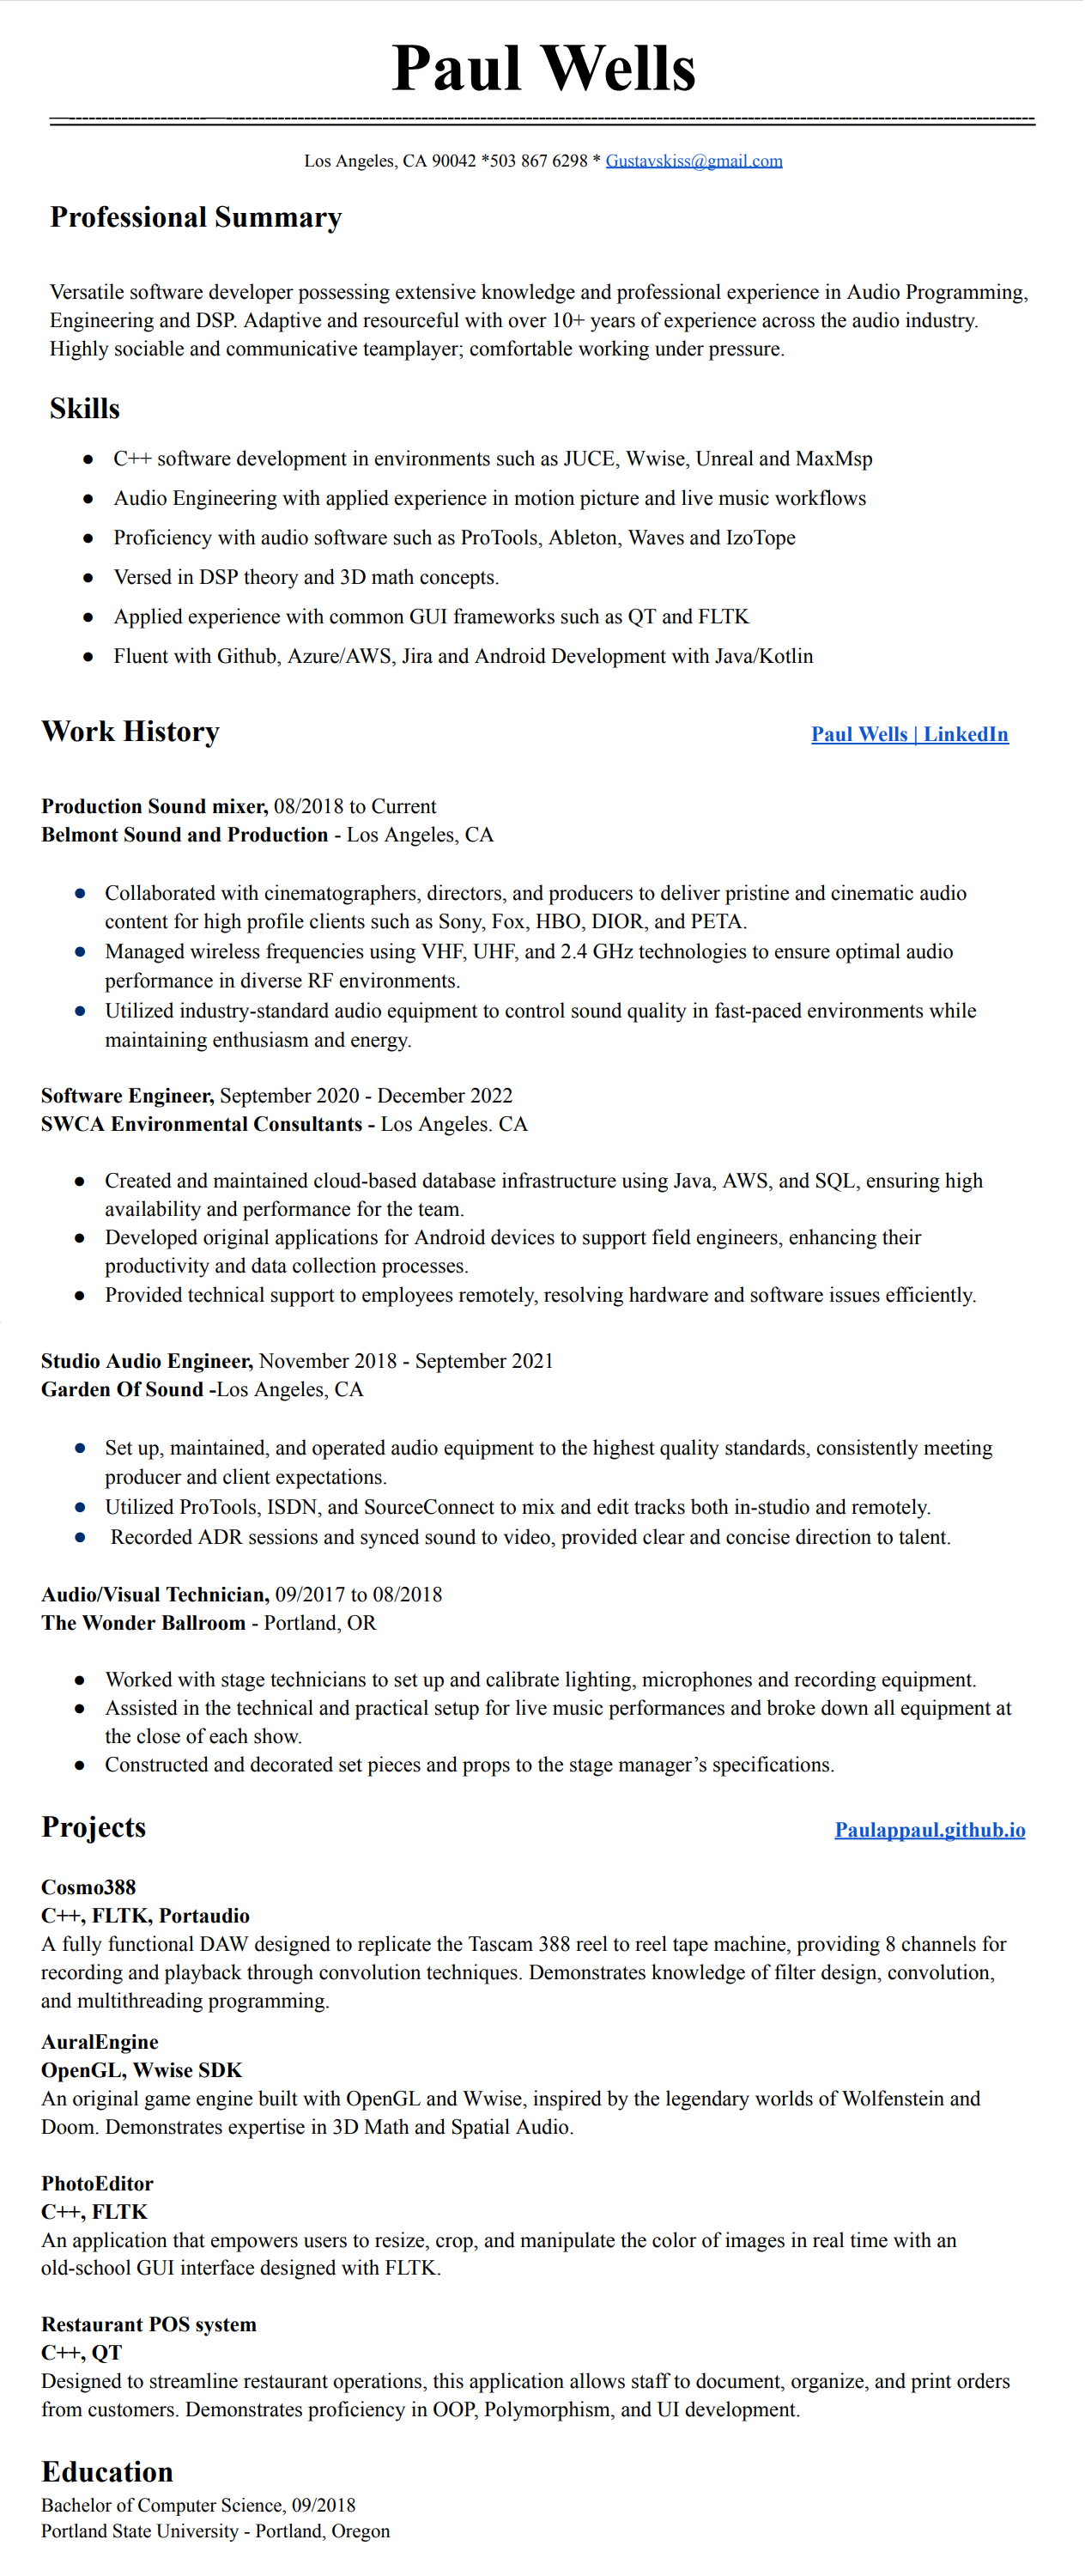 Paul Wells
Los Angeles, CA 90042 *503 867 6298 * Gustavskiss@gmail.com
Professional Summary
Versatile software developer possessing extensive knowledge and professional experience in Audio Programming,
Engineering and DSP. Adaptive and resourceful with over 10+ years of experience across the audio industry.
Highly sociable and communicative teamplayer; comfortable working under pressure.
Skills
● C++ software development in environments such as JUCE, Wwise, Unreal and MaxMsp
● Audio Engineering with applied experience in motion picture and live music workflows
● Proficiency with audio software such as ProTools, Ableton, Waves and IzoTope
● Versed in DSP theory and 3D math concepts.
● Applied experience with common GUI frameworks such as QT and FLTK
● Fluent with Github, Azure/AWS, Jira and Android Development with Java/Kotlin
Work History Paul Wells | LinkedIn
Production Sound mixer, 08/2018 to Current
Belmont Sound and Production - Los Angeles, CA
● Collaborated with cinematographers, directors, and producers to deliver pristine and cinematic audio
content for high profile clients such as Sony, Fox, HBO, DIOR, and PETA.
● Managed wireless frequencies using VHF, UHF, and 2.4 GHz technologies to ensure optimal audio
performance in diverse RF environments.
● Utilized industry-standard audio equipment to control sound quality in fast-paced environments while
maintaining enthusiasm and energy.
Software Engineer, September 2020 - December 2022
SWCA Environmental Consultants - Los Angeles. CA
● Created and maintained cloud-based database infrastructure using Java, AWS, and SQL, ensuring high
availability and performance for the team.
● Developed original applications for Android devices to support field engineers, enhancing their
productivity and data collection processes.
● Provided technical support to employees remotely, resolving hardware and software issues efficiently.
Studio Audio Engineer, November 2018 - September 2021
Garden Of Sound -Los Angeles, CA
● Set up, maintained, and operated audio equipment to the highest quality standards, consistently meeting
producer and client expectations.
● Utilized ProTools, ISDN, and SourceConnect to mix and edit tracks both in-studio and remotely.
● Recorded ADR sessions and synced sound to video, provided clear and concise direction to talent.
Audio/Visual Technician, 09/2017 to 08/2018
The Wonder Ballroom - Portland, OR
● Worked with stage technicians to set up and calibrate lighting, microphones and recording equipment.
● Assisted in the technical and practical setup for live music performances and broke down all equipment at
the close of each show.
● Constructed and decorated set pieces and props to the stage manager’s specifications.
Projects Paulappaul.github.io
Cosmo388
C++, FLTK, Portaudio
A fully functional DAW designed to replicate the Tascam 388 reel to reel tape machine, providing 8 channels for
recording and playback through convolution techniques. Demonstrates knowledge of filter design, convolution,
and multithreading programming.
AuralEngine
OpenGL, Wwise SDK
An original game engine built with OpenGL and Wwise, inspired by the legendary worlds of Wolfenstein and
Doom. Demonstrates expertise in 3D Math and Spatial Audio.
PhotoEditor
C++, FLTK
An application that empowers users to resize, crop, and manipulate the color of images in real time with an
old-school GUI interface designed with FLTK.
Restaurant POS system
C++, QT
Designed to streamline restaurant operations, this application allows staff to document, organize, and print orders
from customers. Demonstrates proficiency in OOP, Polymorphism, and UI development.
Education
Bachelor of Computer Science, 09/2018
Portland State University - Portland, Oregon